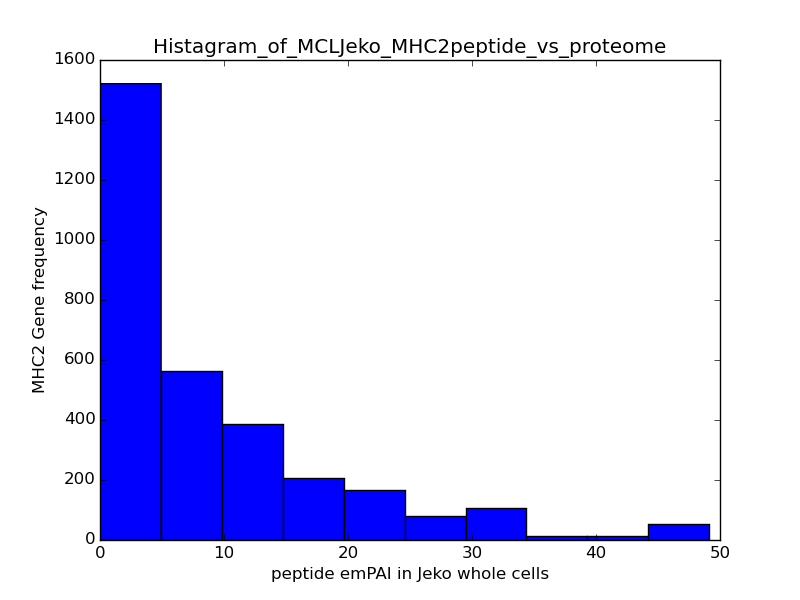 Histagram_of_MCLJeko_MHC2peptide_vs_proteome
1600
1400
1200
1000
800
600
400
200
0
MHC2 Gene frequency
0 10 20 30 40 50
peptide emPAI in Jeko whole cells